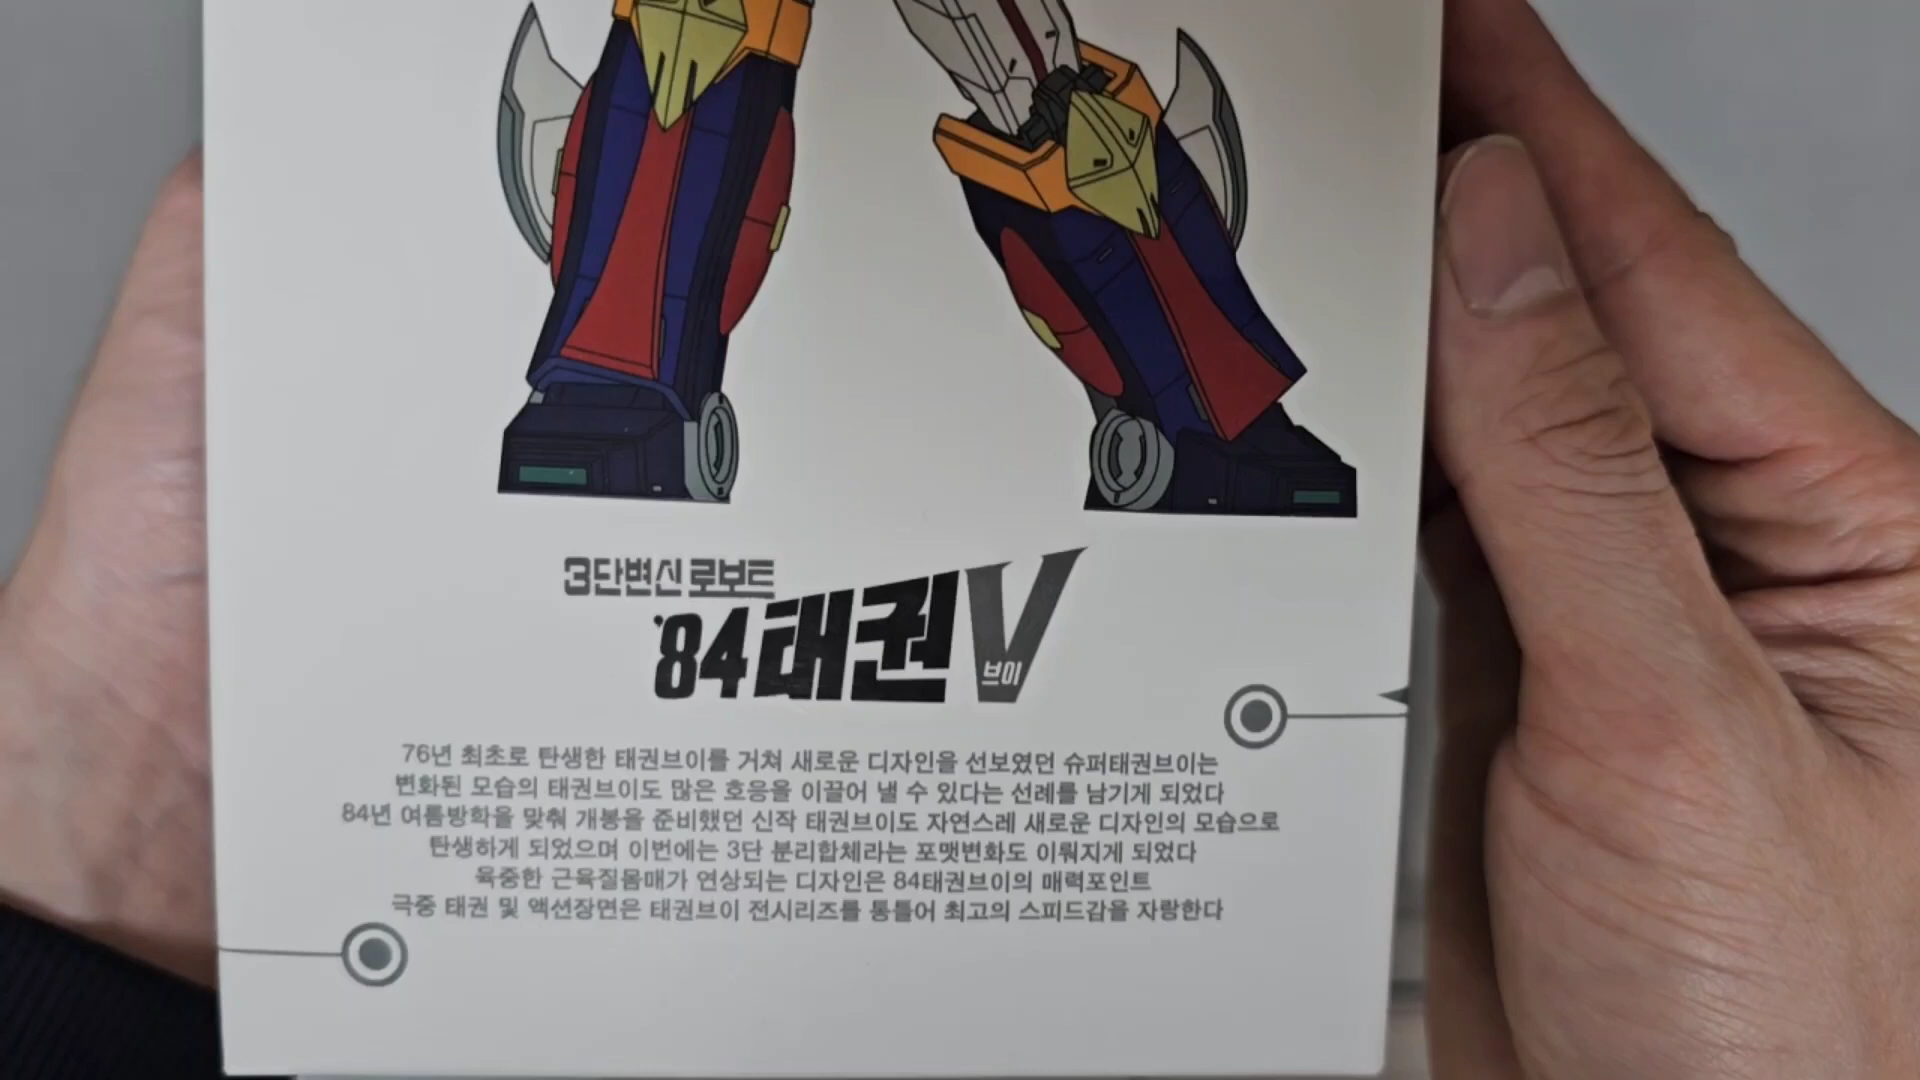 3단변신 로보트
'84 태권V
브이
76년 최초로 탄생한 태권브이를 거쳐 새로운 디자인을 선보였던 슈퍼태권브이는
변화된 모습의 태권브이도 많은 호응을 이끌어 낼 수 있다는 선례를 남기게 되었다
84년 여름방학을 맞춰 개봉을 준비했던 신작 태권브이도 자연스레 새로운 디자인의 모습으로
탄생하게 되었으며 이번에는 3단 분리합체라는 포맷변화도 이뤄지게 되었다
육중한 근육질몸매가 연상되는 디자인은 84태권브이의 매력포인트
극중 태권 및 액션장면은 태권브이 전시리즈를 통틀어 최고의 스피드감을 자랑한다